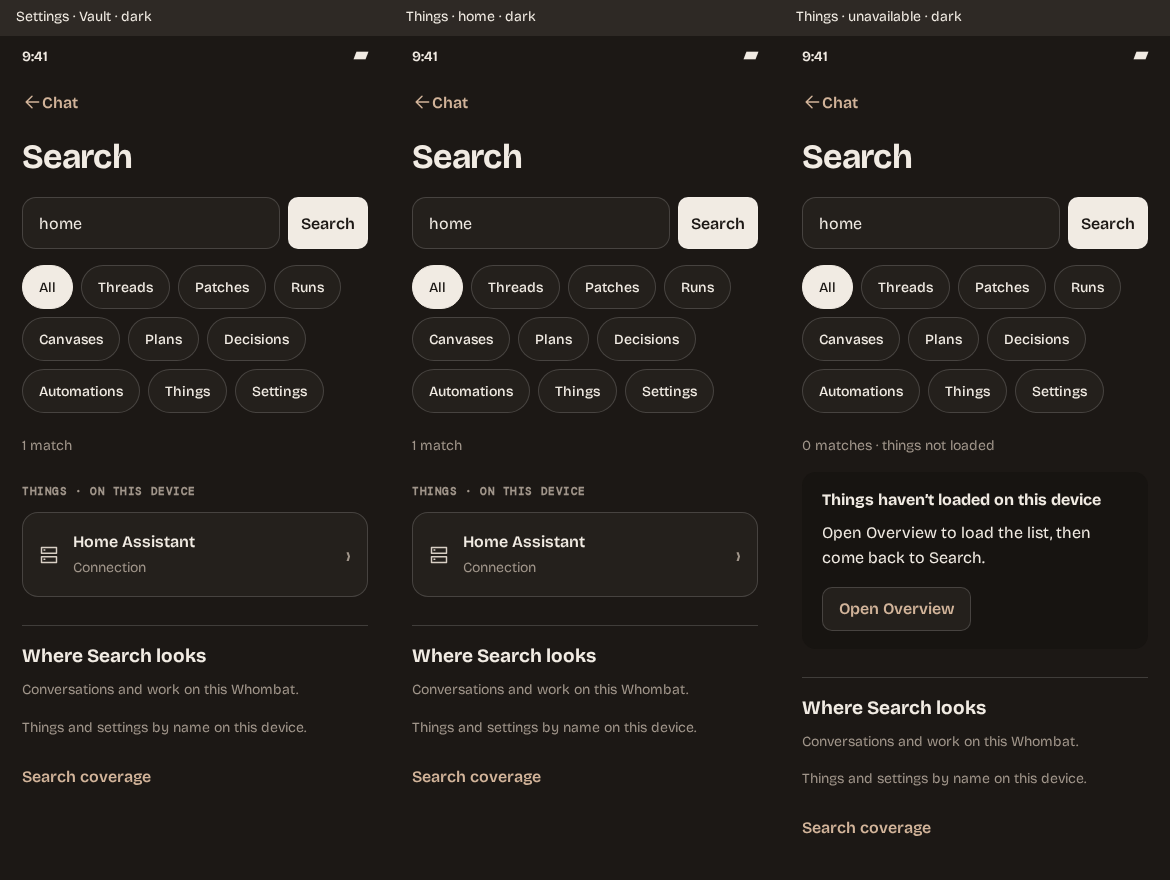 Settings · Vault · dark
9:41
Chat
Search
home
Search
All
Threads
Patches
Runs
Canvases
Plans
Decisions
Automations
Things
Settings
1 match
THINGS · ON THIS DEVICE
Home Assistant
Connection
Where Search looks
Conversations and work on this Whombat.
Things and settings by name on this device.
Search coverage
Things · home · dark
9:41
Chat
Search
home
Search
All
Threads
Patches
Runs
Canvases
Plans
Decisions
Automations
Things
Settings
1 match
THINGS · ON THIS DEVICE
Home Assistant
Connection
Where Search looks
Conversations and work on this Whombat.
Things and settings by name on this device.
Search coverage
Things · unavailable · dark
9:41
Chat
Search
home
Search
All
Threads
Patches
Runs
Canvases
Plans
Decisions
Automations
Things
Settings
0 matches · things not loaded
Things haven’t loaded on this device
Open Overview to load the list, then
come back to Search.
Open Overview
Where Search looks
Conversations and work on this Whombat.
Things and settings by name on this device.
Search coverage